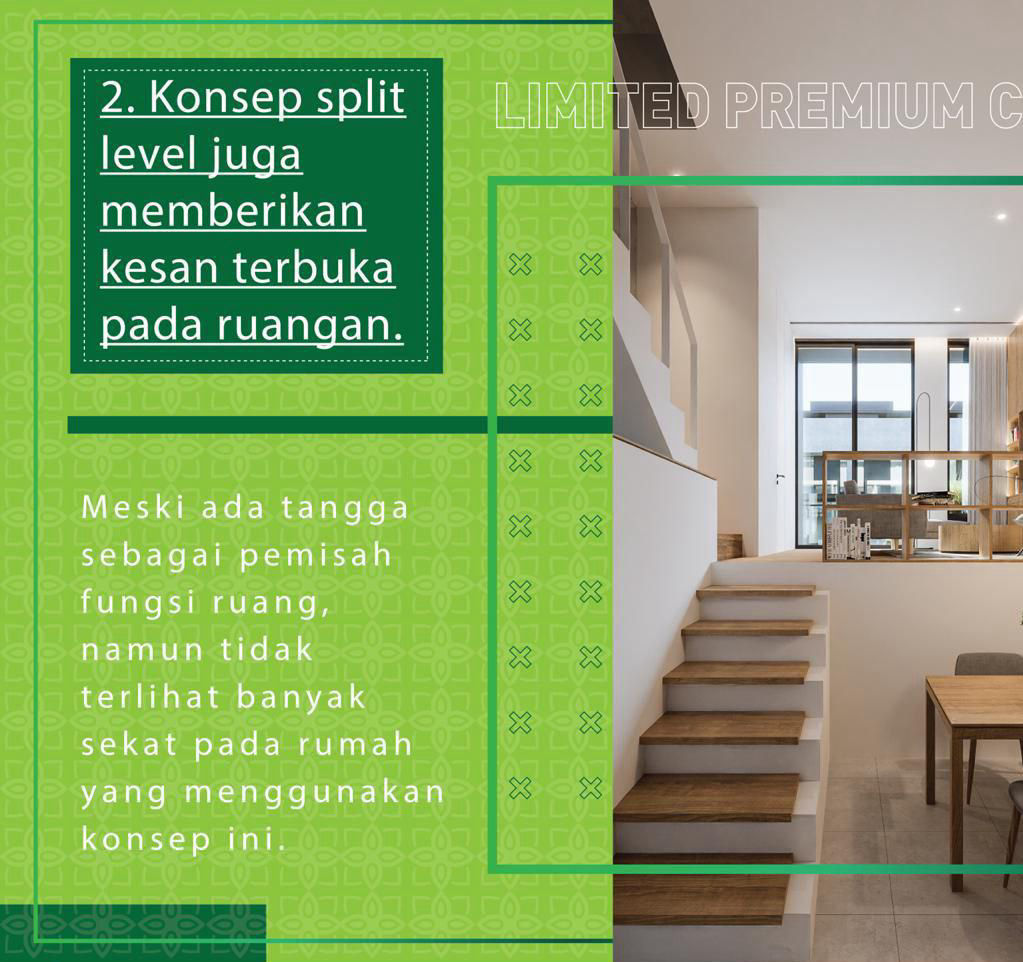 2. Konsep split
level juga
memberikan
kesan terbuka
pada ruangan.
LIMITED PREMIUM C
Meski ada tangga
sebagai pemisah
fungsi ruang,
namun tidak
terlihat banyak
sekat pada rumah
yang menggunakan
konsep ini.